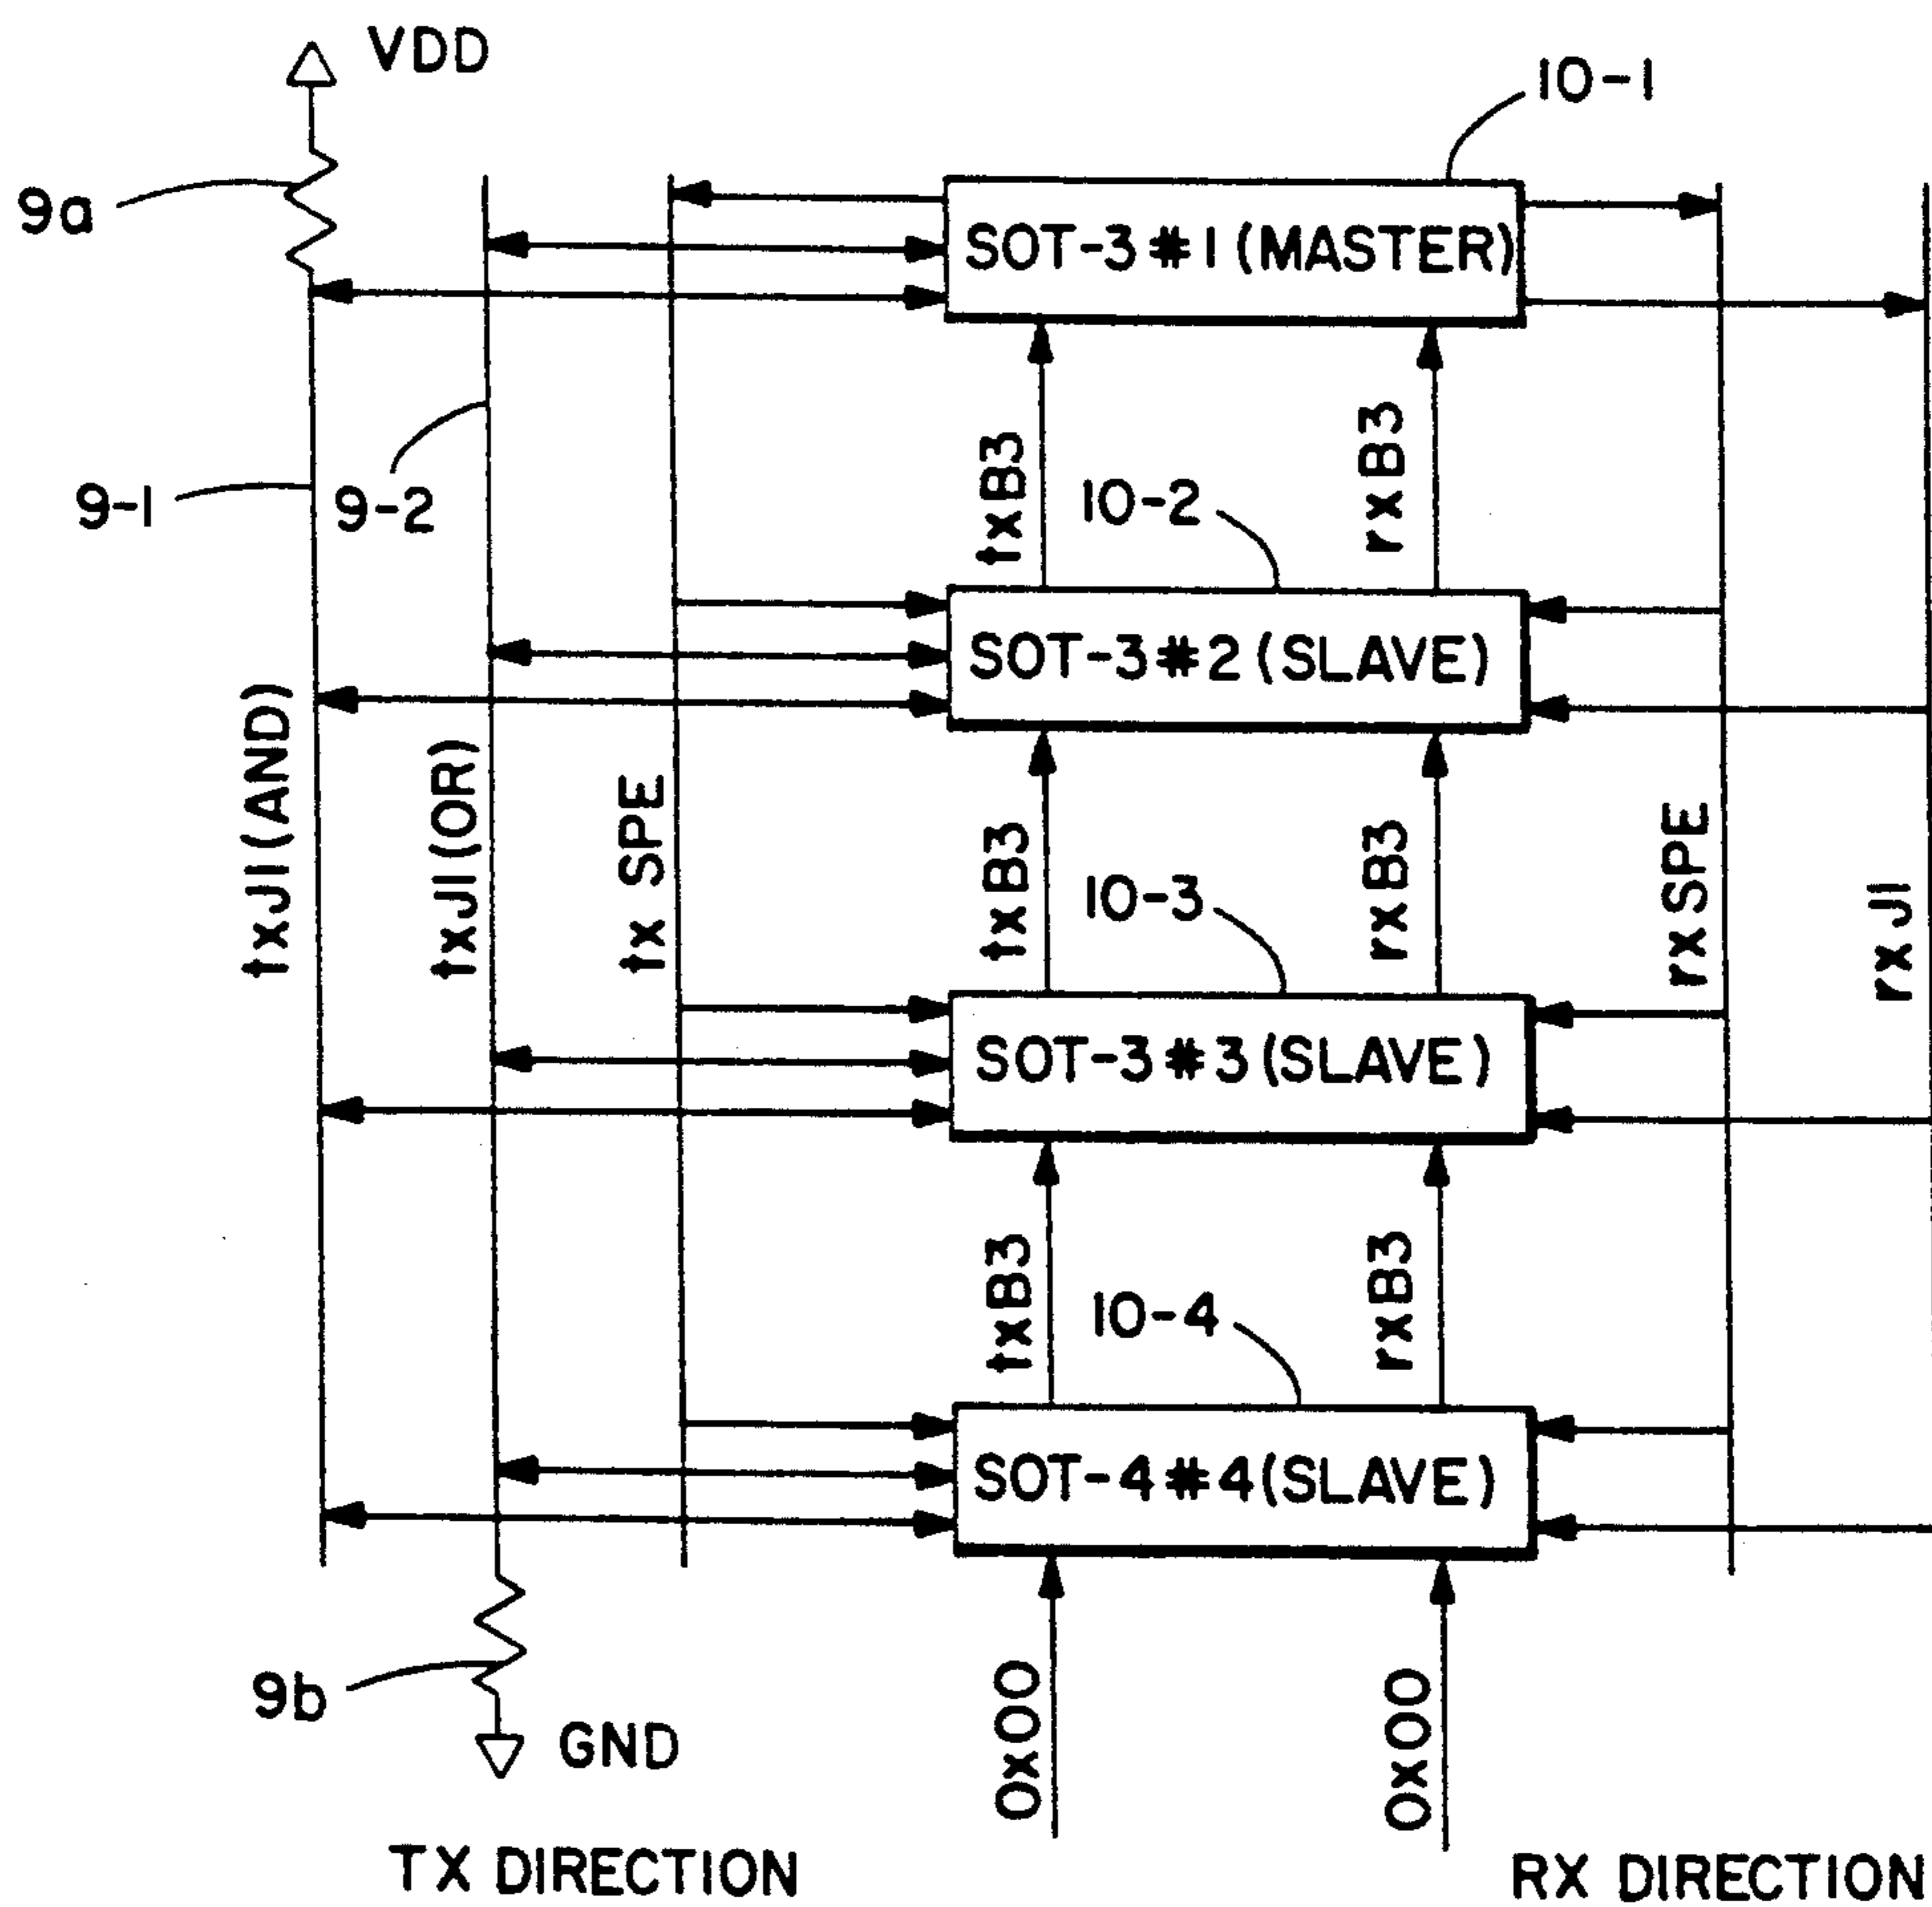 VDD
10-1
9a
SOT-3#1(MASTER)
9-1
9-2
txB3
rxB3
10-2
SOT-3#2(SLAVE)
txJ1(AND)
txJ1(OR)
tx SPE
txB3
rxB3
rxSPE
rxJ1
10-3
SOT-3#3(SLAVE)
txB3
rxB3
10-4
SOT-4#4(SLAVE)
9b
GND
0x00
0x00
TX DIRECTION
RX DIRECTION